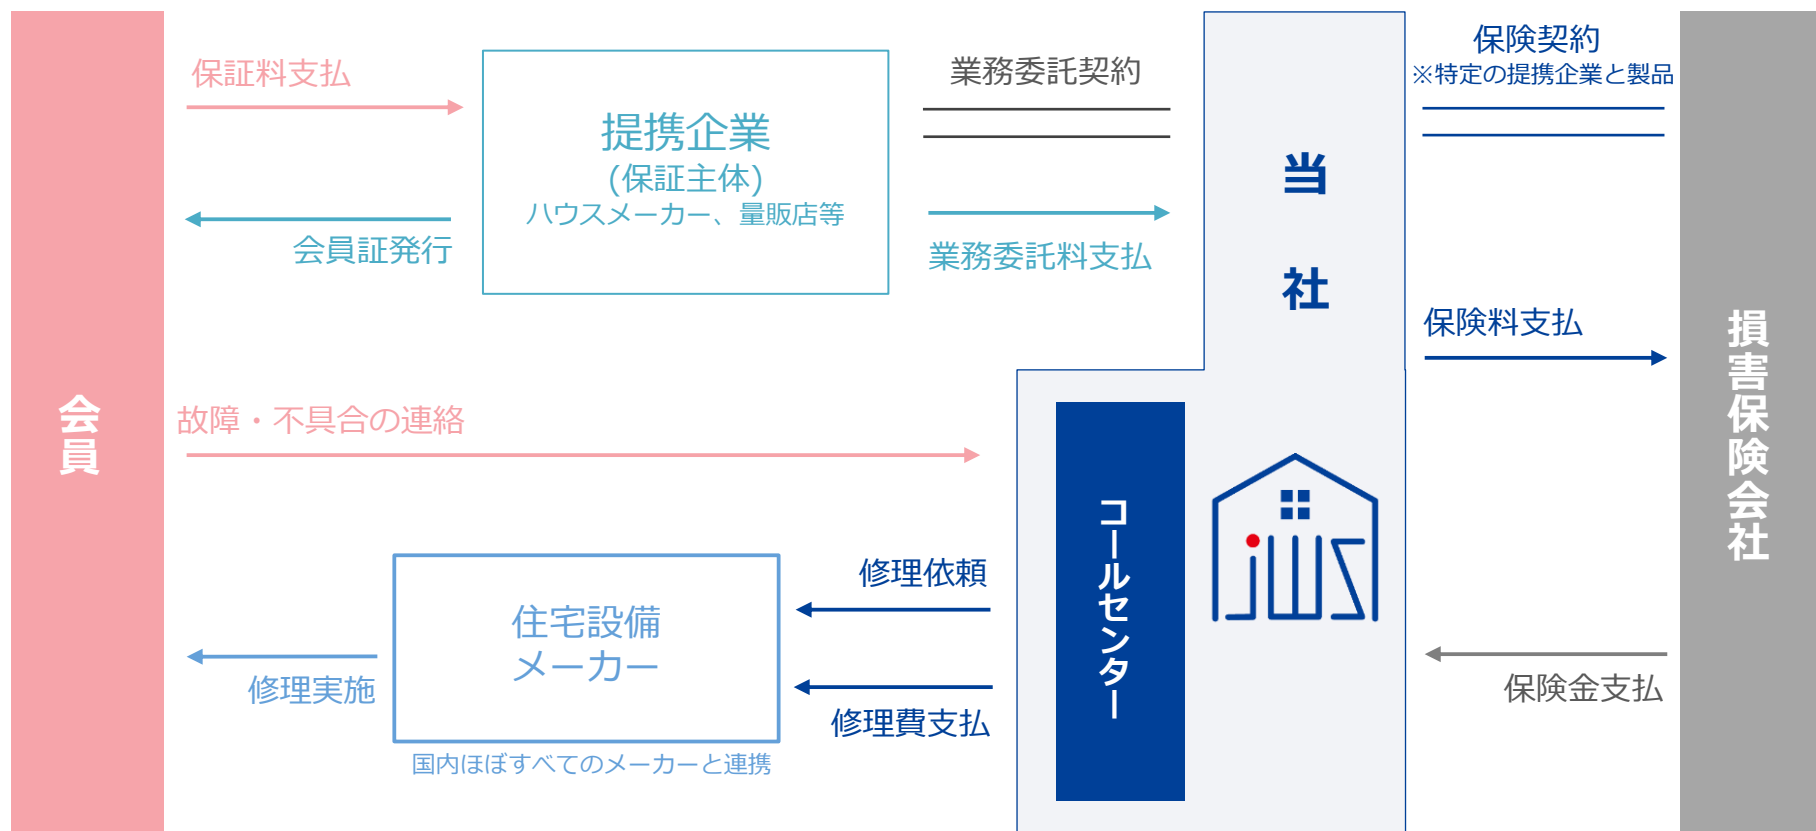 会員
保証料支払
会員証発行
提携企業
(保証主体)
ハウスメーカー、量販店等
業務委託契約
業務委託料支払
当社
保険契約
※特定の提携企業と製品
保険料支払
損害保険会社
故障・不具合の連絡
コールセンター
jws
修理依頼
修理費支払
住宅設備
メーカー
国内ほぼすべてのメーカーと連携
修理実施
保険金支払